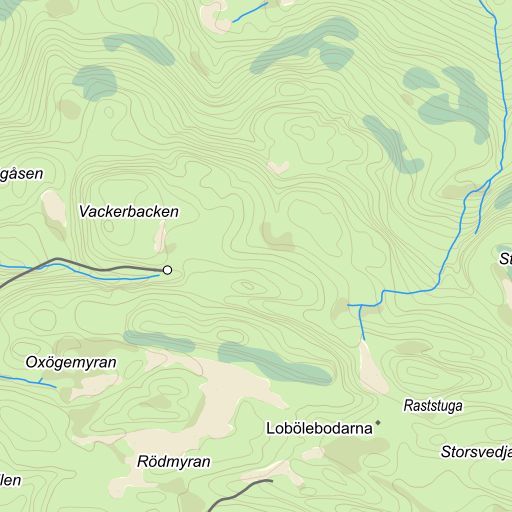 gåsen
Vackerbacken
St
Oxögemyran
Raststuga
Lobölebodarna
Storsvedja
Rödmyran
len